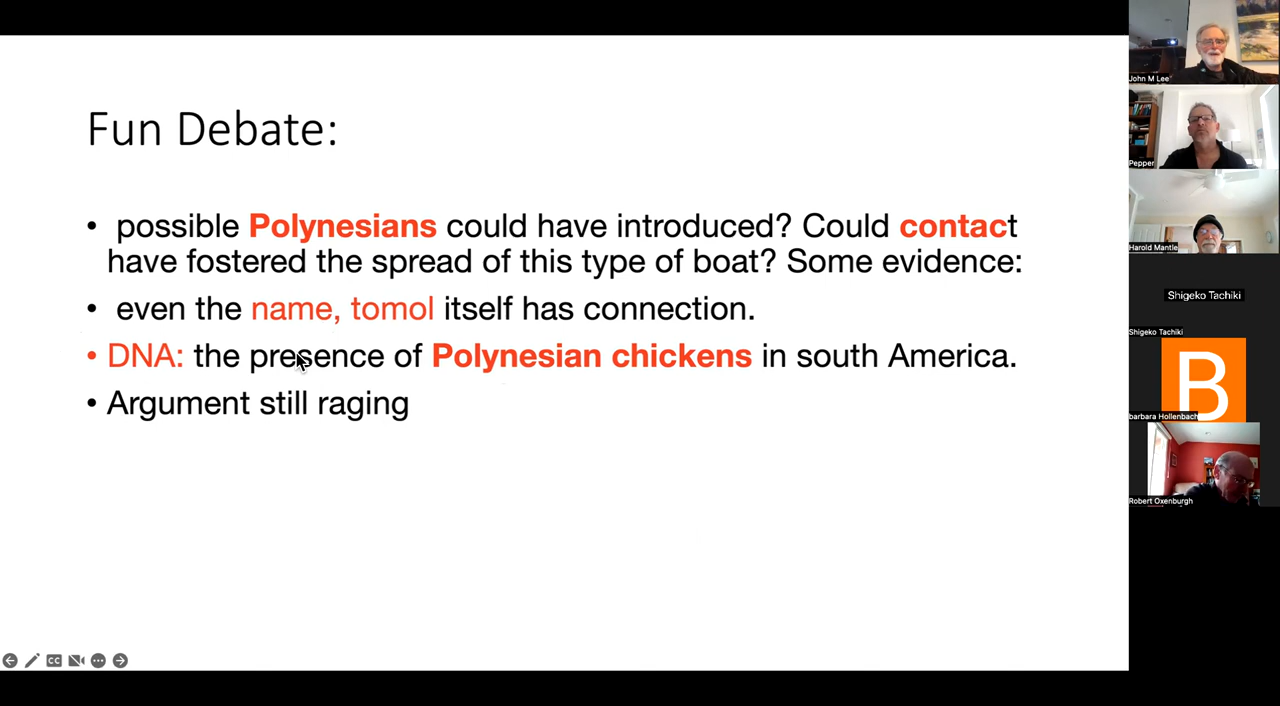 Fun Debate:
• possible Polynesians could have introduced? Could contact
have fostered the spread of this type of boat? Some evidence:
• even the name, tomol itself has connection.
• DNA: the presence of Polynesian chickens in south America.
• Argument still raging
CC
John M Lee
Pepper
Harold Mantle
Shigeko Tachiki
Shigeko Tachiki
B
barbara Hollenbach
Robert Oxenburgh